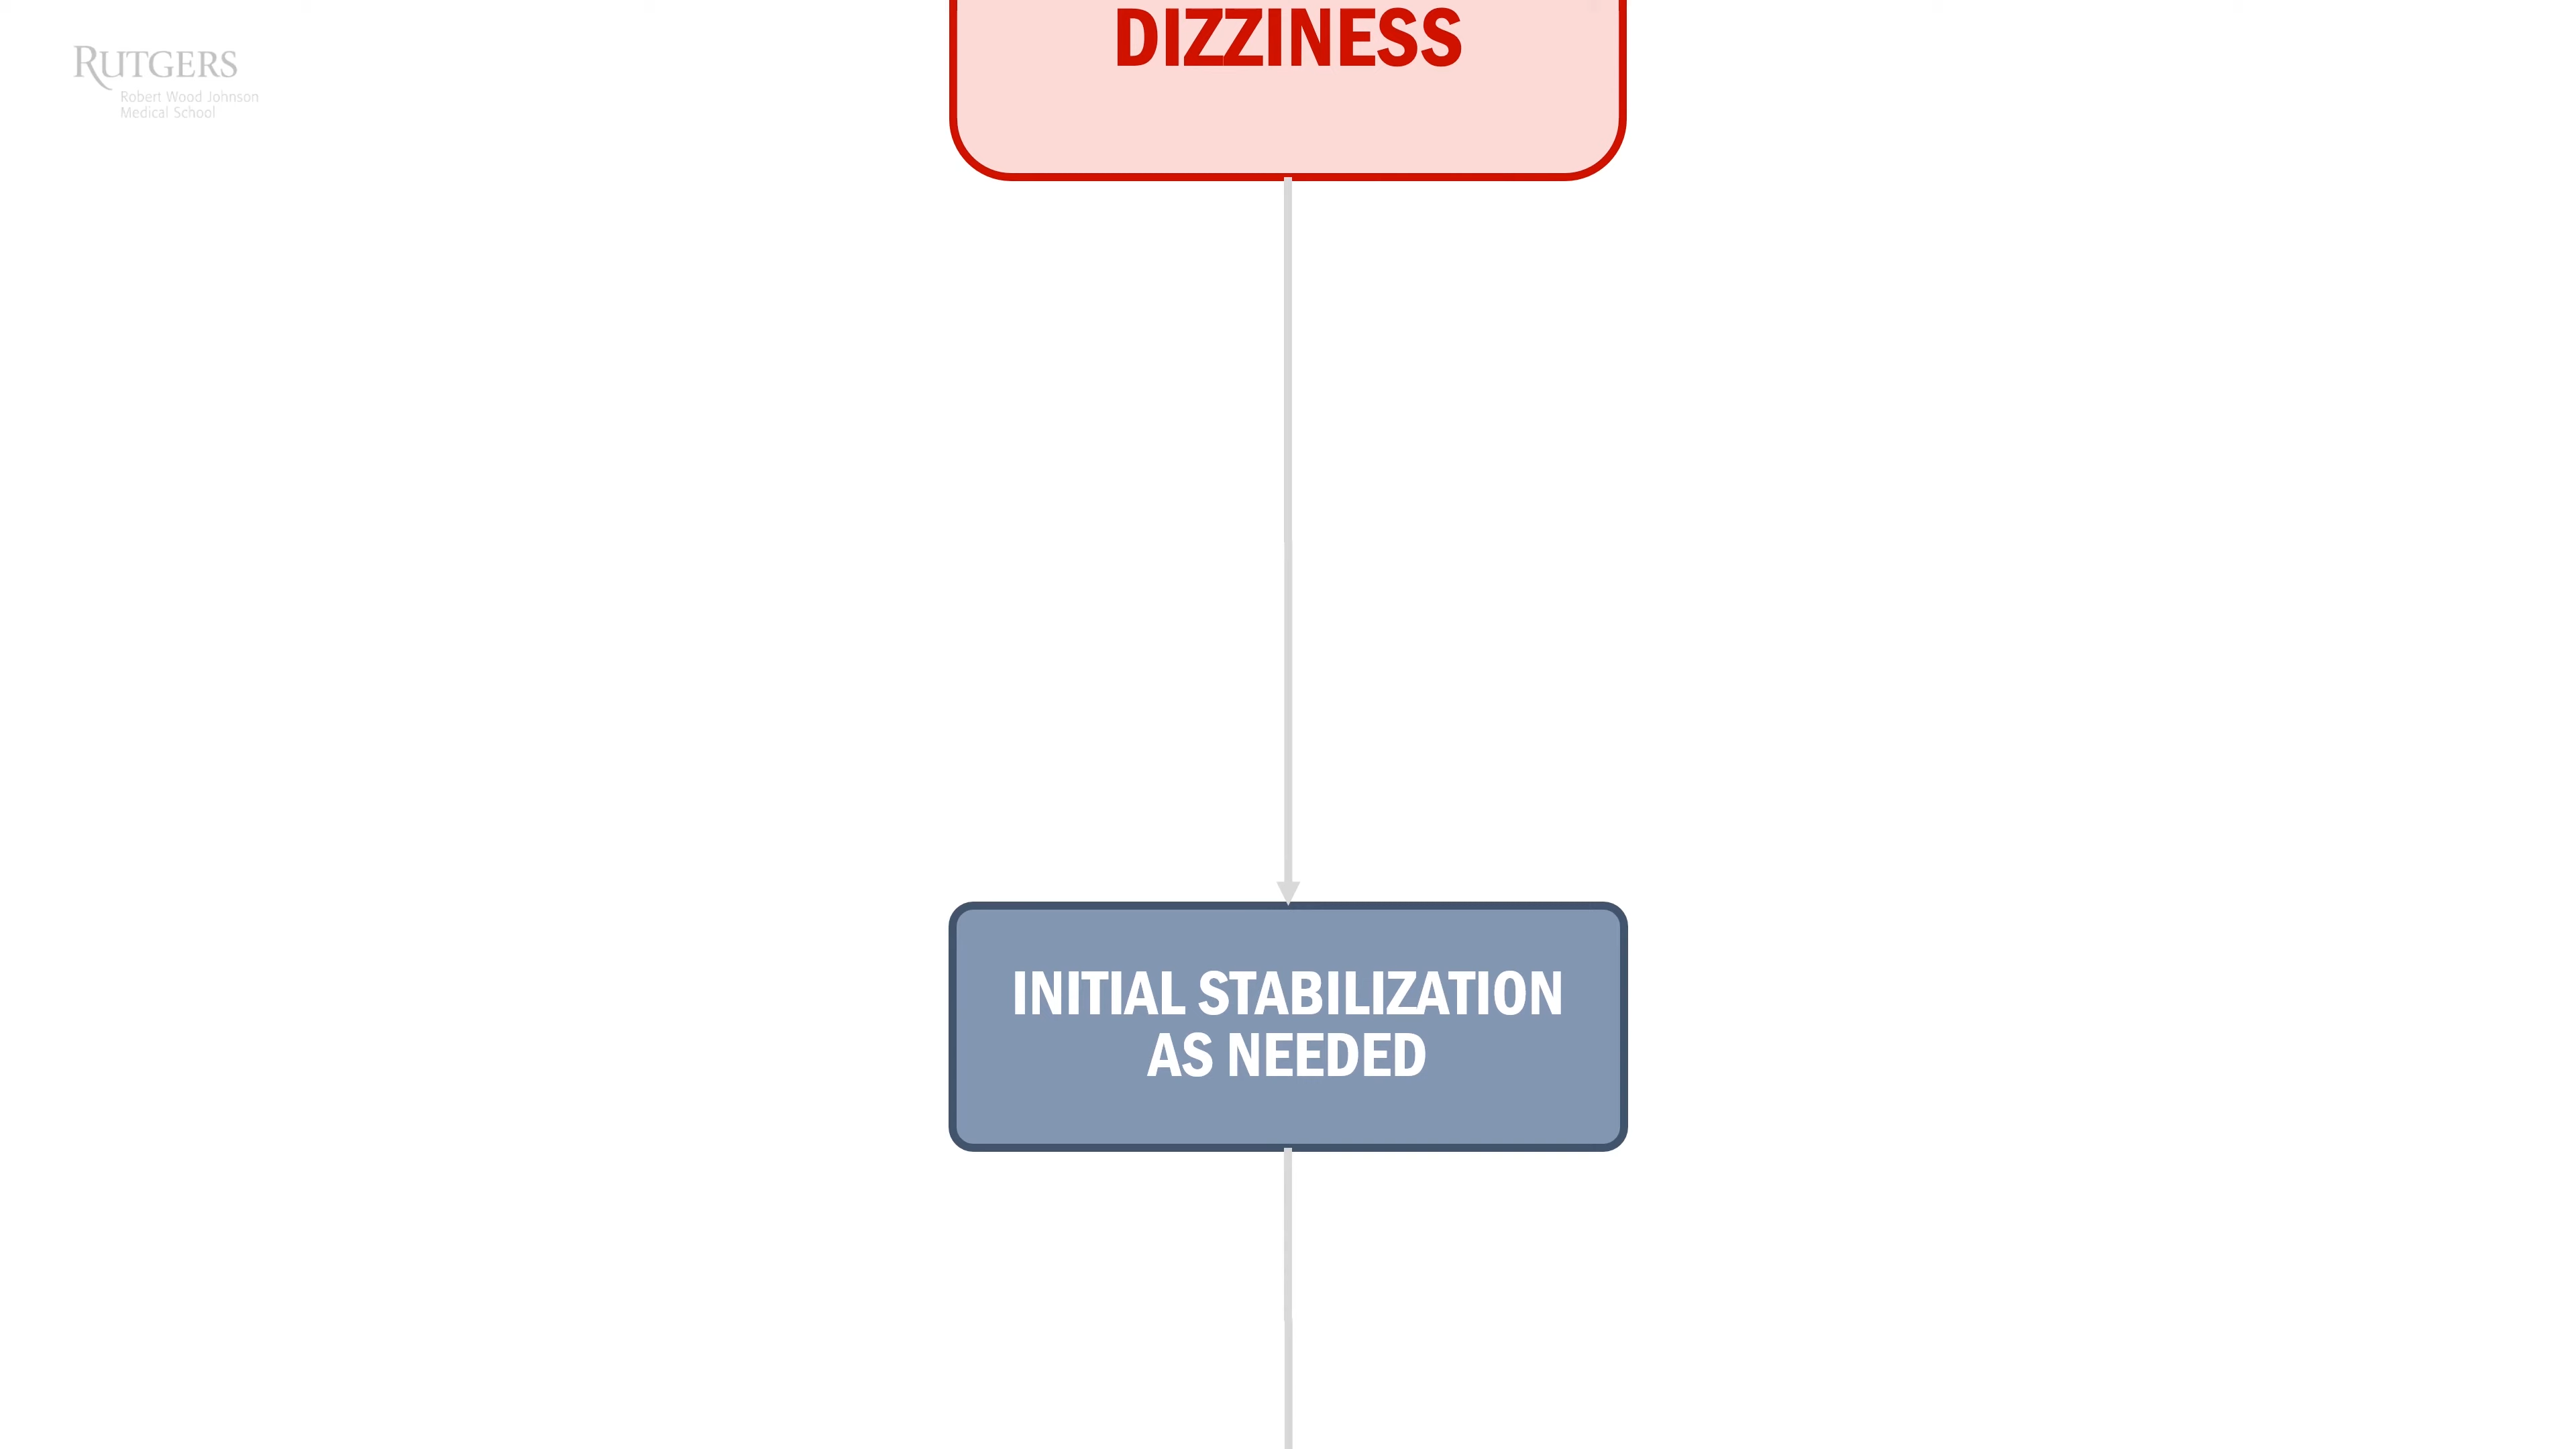 DIZZINESS
RUTGERS
Robert Wood Johnson
Medical School
INITIAL STABILIZATION
AS NEEDED